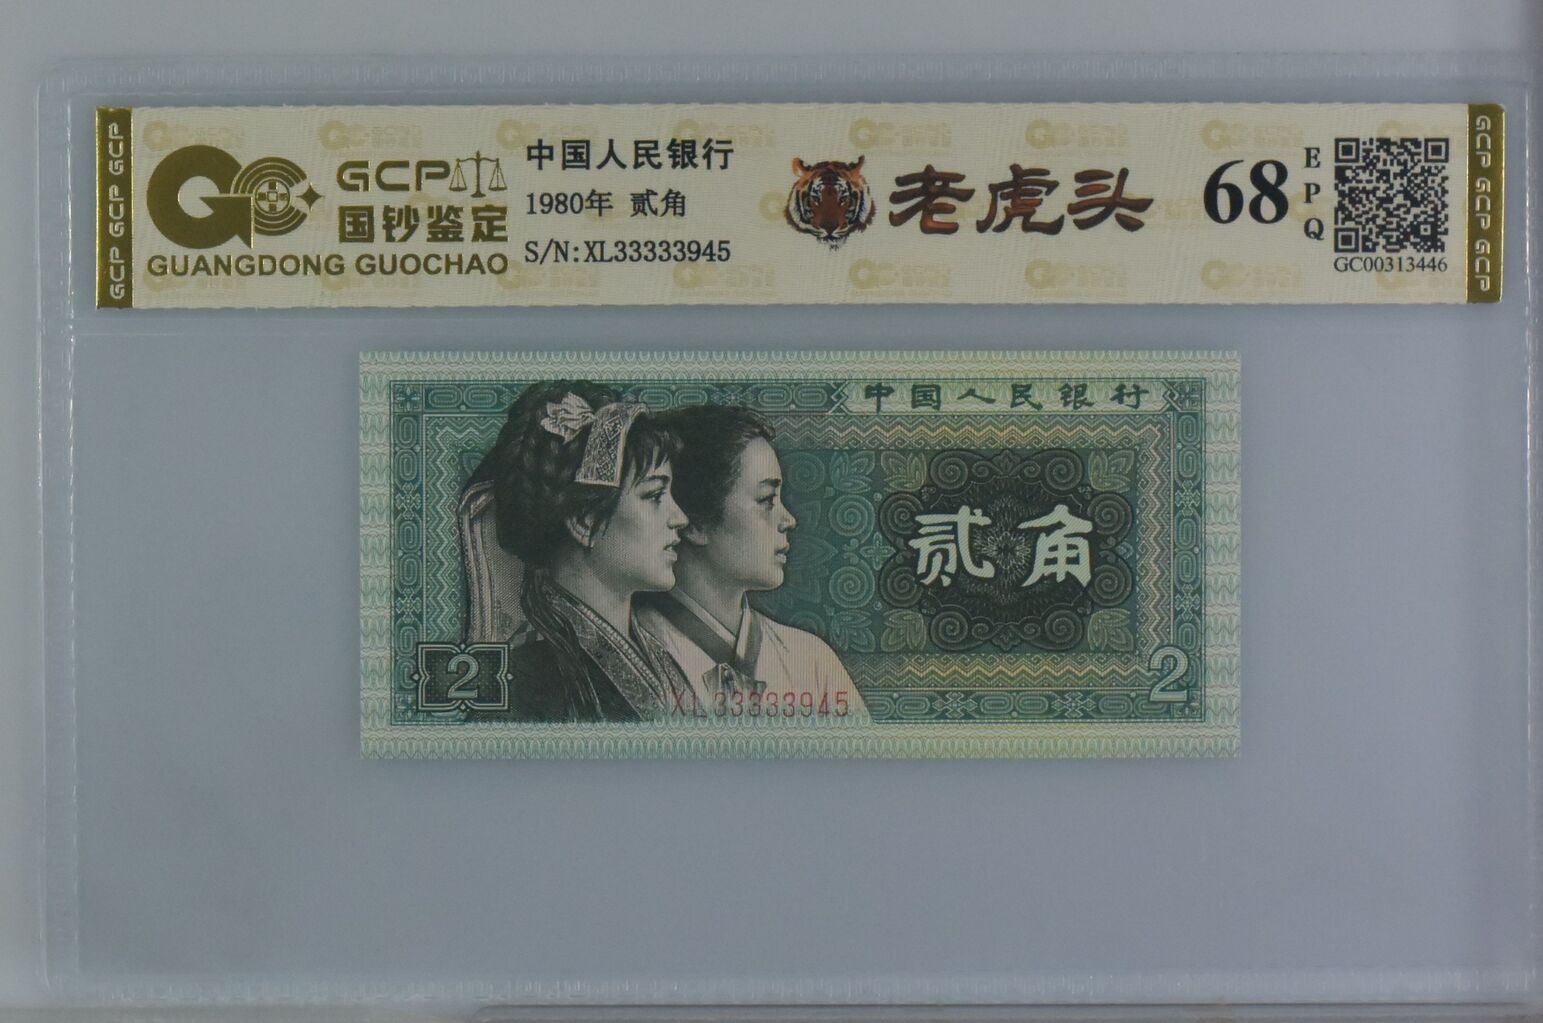 GCP GCP GCP
GCP
国钞鉴定
GUANGDONG GUOCHAO
中国人民银行
1980年 贰角
S/N:XL33333945
老虎头
68
EPQ
GC00313446
GCP GCP GCP
中国人民银行
贰角
2
2
XL33333945